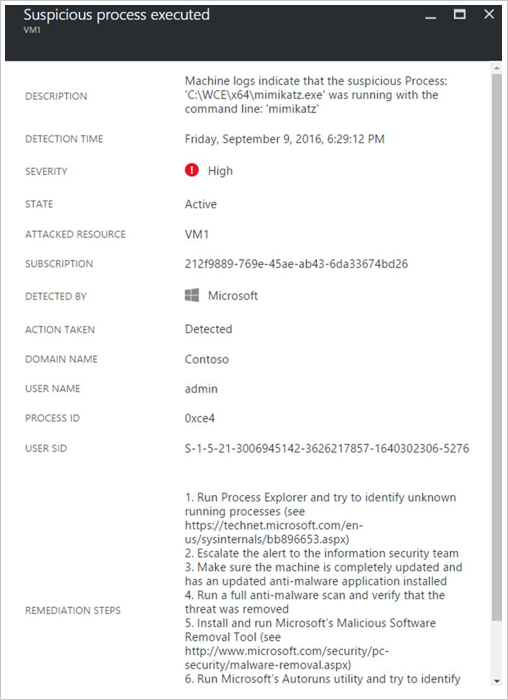 Suspicious process executed
VM1
DESCRIPTION
Machine logs indicate that the suspicious Process:
'C:\WCE\x64\mimikatz.exe' was running with the
command line: 'mimikatz'
DETECTION TIME
Friday, September 9, 2016, 6:29:12 PM
SEVERITY
High
STATE
Active
ATTACKED RESOURCE
VM1
SUBSCRIPTION
212f9889-769e-45ae-ab43-6da33674bd26
DETECTED BY
Microsoft
ACTION TAKEN
Detected
DOMAIN NAME
Contoso
USER NAME
admin
PROCESS ID
0xce4
USER SID
S-1-5-21-3006945142-3626217857-1640302306-5276
REMEDIATION STEPS
1. Run Process Explorer and try to identify unknown
running processes (see
https://technet.microsoft.com/en-
us/sysinternals/bb896653.aspx)
2. Escalate the alert to the information security team
3. Make sure the machine is completely updated and
has an updated anti-malware application installed
4. Run a full anti-malware scan and verify that the
threat was removed
5. Install and run Microsoft's Malicious Software
Removal Tool (see
http://www.microsoft.com/security/pc-
security/malware-removal.aspx)
6. Run Microsoft's Autoruns utility and try to identify